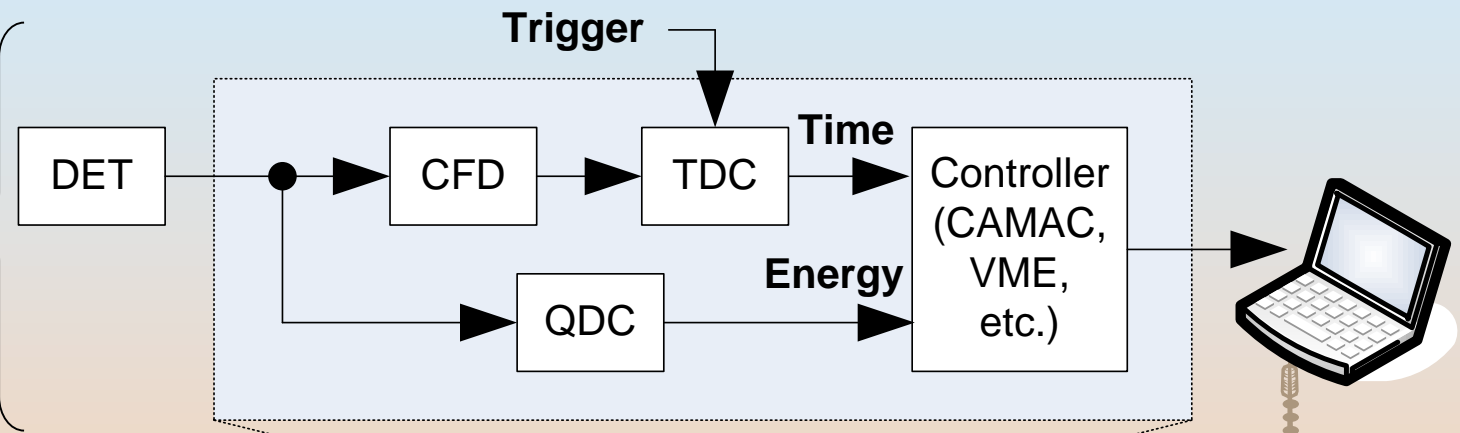 Trigger
DET
CFD
TDC
Time
Controller
(CAMAC,
VME,
etc.)
Energy
QDC